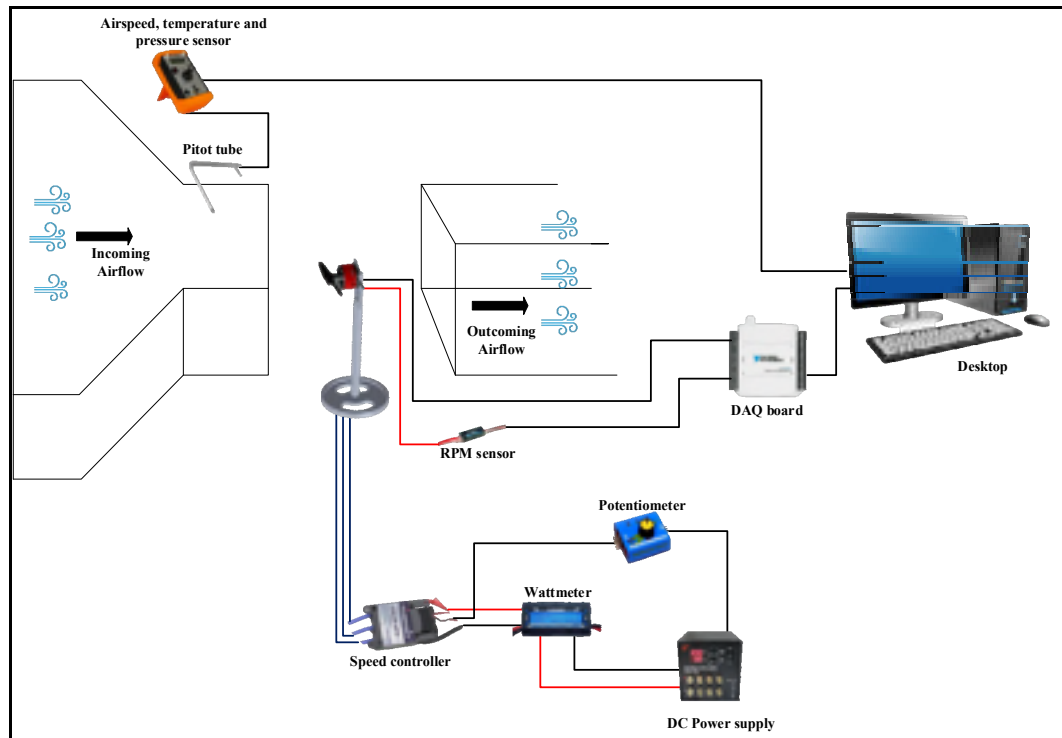 Airspeed, temperature and
pressure sensor
Pitot tube
Incoming
Airflow
Outcoming
Airflow
Desktop
DAQ board
RPM sensor
Potentiometer
Wattmeter
Speed controller
DC Power supply